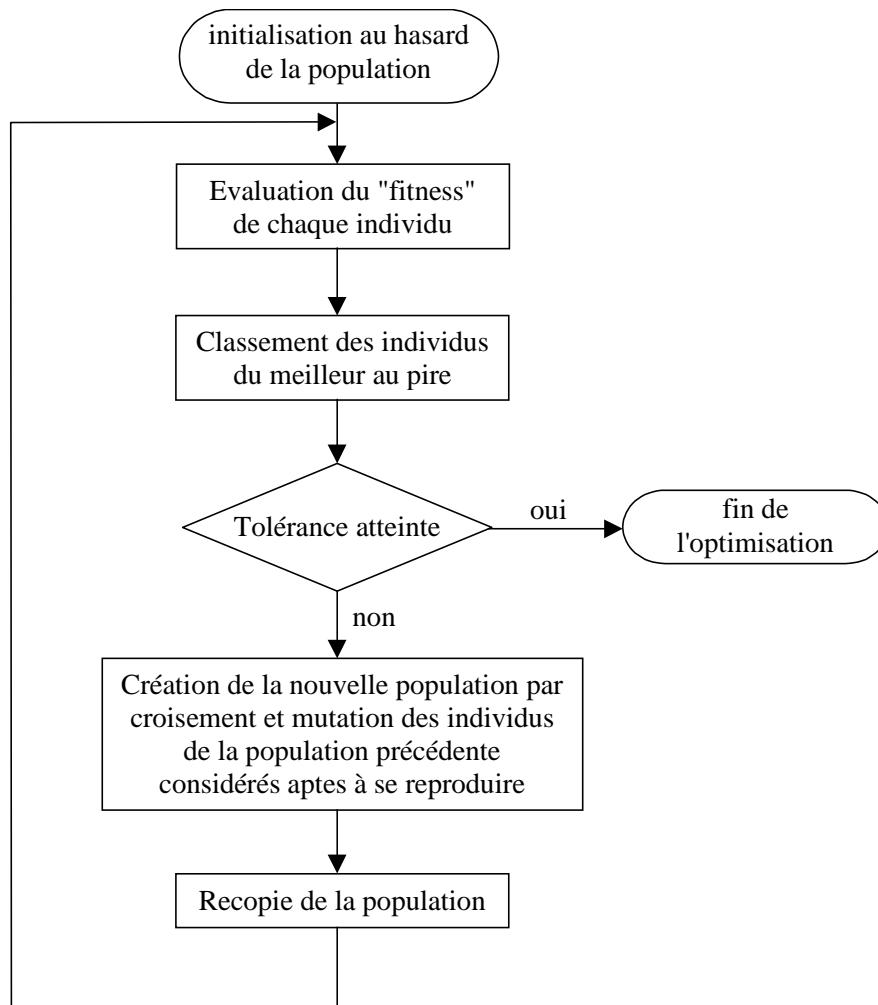 initialisation au hasard
de la population
Evaluation du "fitness"
de chaque individu
Classement des individus
du meilleur au pire
Tolérance atteinte
oui
fin de
l'optimisation
non
Création de la nouvelle population par
croisement et mutation des individus
de la population précédente
considérés aptes à se reproduire
Recopie de la population